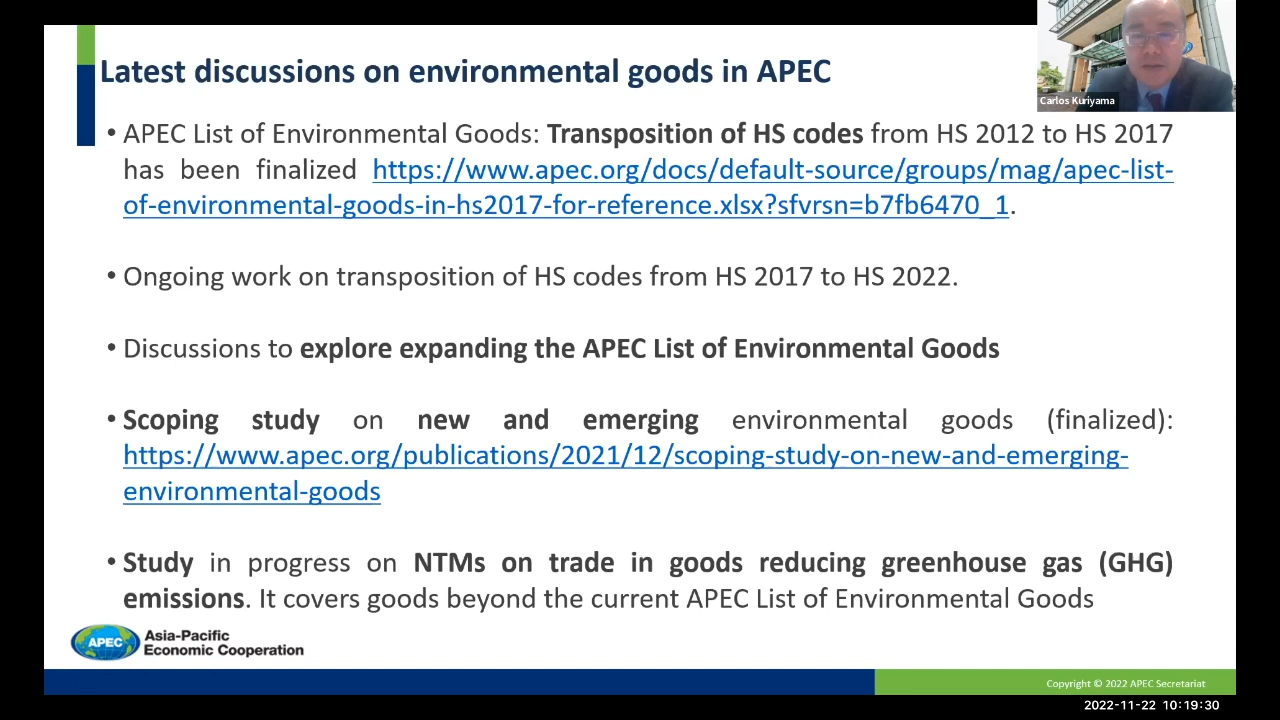 Latest discussions on environmental goods in APEC
Carlos Kuriyama
• APEC List of Environmental Goods: Transposition of HS codes from HS 2012 to HS 2017
has been finalized https://www.apec.org/docs/default-source/groups/mag/apec-list-
of-environmental-goods-in-hs2017-for-reference.xlsx?sfvrsn=b7fb6470_1.
• Ongoing work on transposition of HS codes from HS 2017 to HS 2022.
• Discussions to explore expanding the APEC List of Environmental Goods
• Scoping study on new and emerging environmental goods (finalized):
https://www.apec.org/publications/2021/12/scoping-study-on-new-and-emerging-
environmental-goods
• Study in progress on NTMs on trade in goods reducing greenhouse gas (GHG)
emissions. It covers goods beyond the current APEC List of Environmental Goods
APEC
Asia-Pacific
Economic Cooperation
Copyright © 2022 APEC Secretariat
2022-11-22 10:19:30